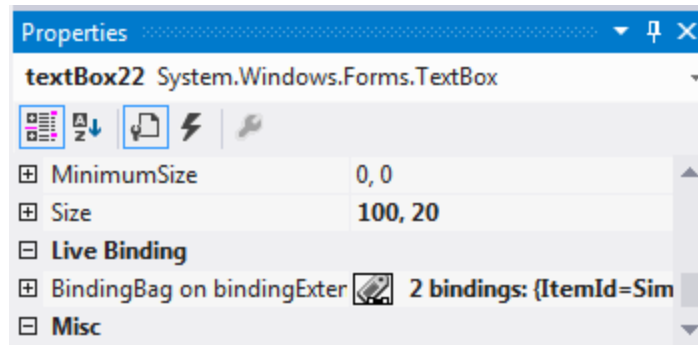 Properties
textBox22 System.Windows.Forms.TextBox
MinimumSize 0, 0
Size 100, 20
Live Binding
BindingBag on bindingExter 2 bindings: {ItemId=Sim
Misc